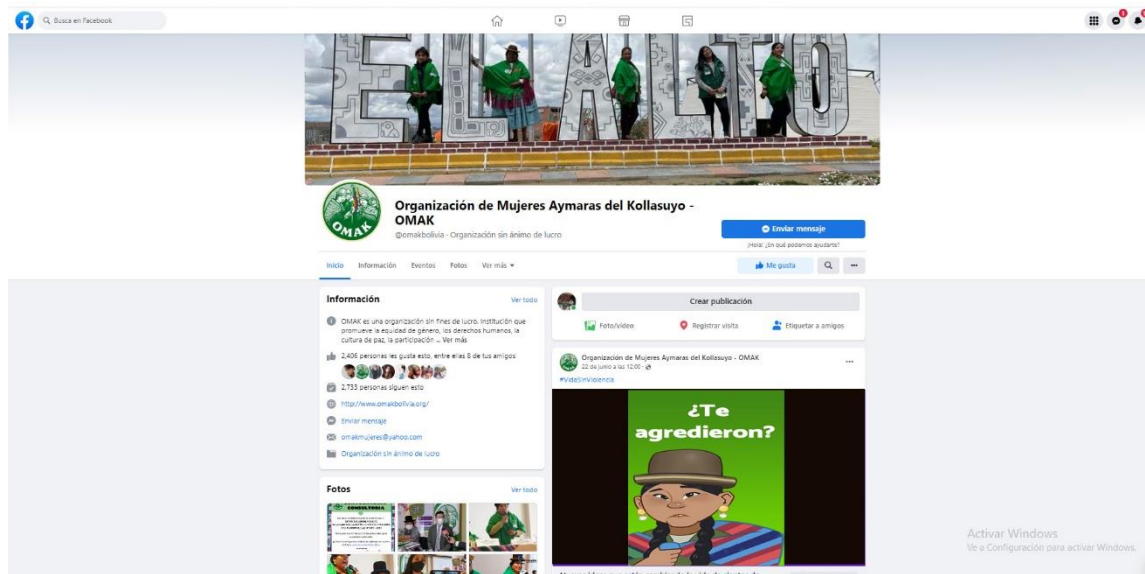 Busca en Facebook
EL ALTO
OMAK
Organización de Mujeres Aymaras del Kollasuyo -
OMAK
@omakbolivia · Organización sin ánimo de lucro
Enviar mensaje
¡Hola! ¿En qué podemos ayudarte?
Inicio Información Eventos Fotos Ver más
Me gusta
Información Ver todo
OMAK es una organización sin fines de lucro. Institución que
promueve la equidad de género, los derechos humanos, la
cultura de paz, la participación ... Ver más
2,406 personas les gusta esto, entre ellas 8 de tus amigos
2,733 personas siguen esto
http://www.omakbolivia.org/
Enviar mensaje
omakmujeres@yahoo.com
Organización sin ánimo de lucro
Fotos Ver todo
CONSULTORIA
Crear publicación
Foto/video Registrar visita Etiquetar a amigos
Organización de Mujeres Aymaras del Kollasuyo - OMAK
22 de junio a las 12:00
#VidaSinViolencia
¿Te
agredieron?
Activar Windows
Ve a Configuración para activar Windows.